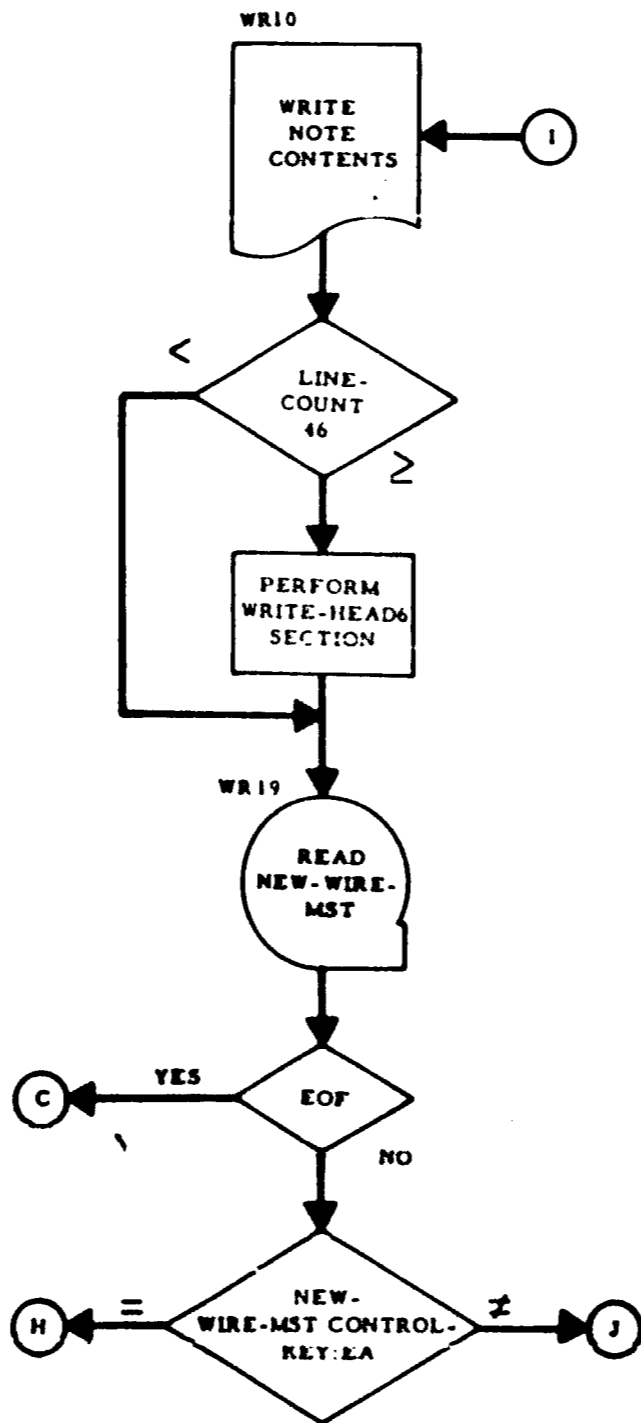 WR10
WRITE
NOTE
CONTENTS
I
<
LINE-
COUNT
46
≥
PERFORM
WRITE-HEAD6
SECTION
WR19
READ
NEW-WIRE-
MST
YES
C
EOF
NO
NEW-
WIRE-MST CONTROL-
KEY:EA
=
H
≠
J